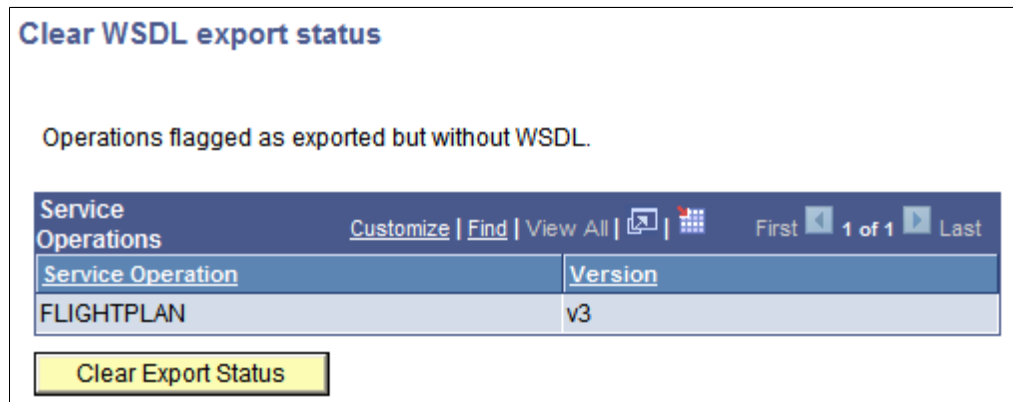 Clear WSDL export status
Operations flagged as exported but without WSDL.
Service Operations Customize | Find | View All | | First 1 of 1 Last
Service Operation Version
FLIGHTPLAN v3
Clear Export Status